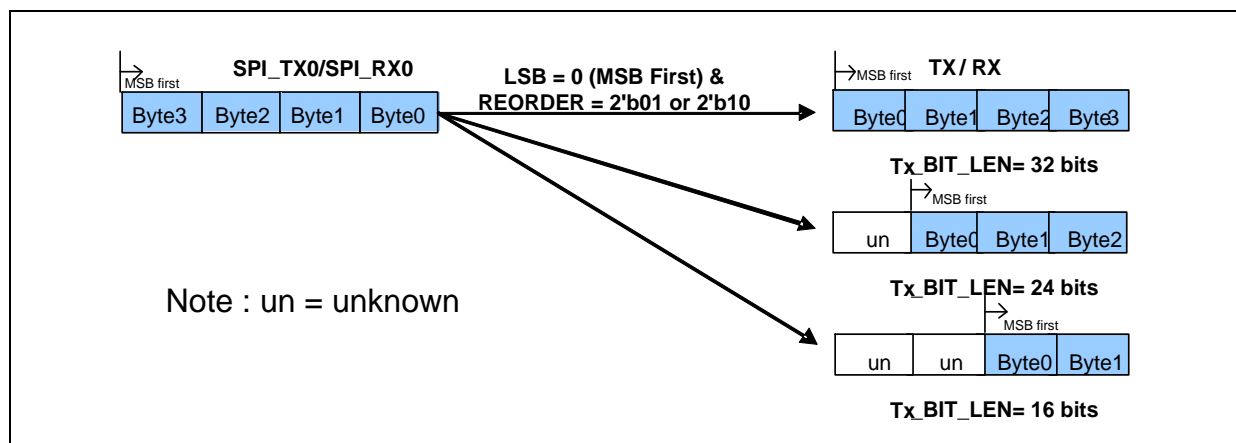 SPI_TX0/SPI_RX0
MSB first
Byte3 Byte2 Byte1 Byte0
LSB = 0 (MSB First) &
REORDER = 2'b01 or 2'b10
TX / RX
MSB first
Byte0 Byte1 Byte2 Byte3
Tx_BIT_LEN= 32 bits
MSB first
un Byte0 Byte1 Byte2
Tx_BIT_LEN= 24 bits
MSB first
un un Byte0 Byte1
Tx_BIT_LEN= 16 bits
Note : un = unknown